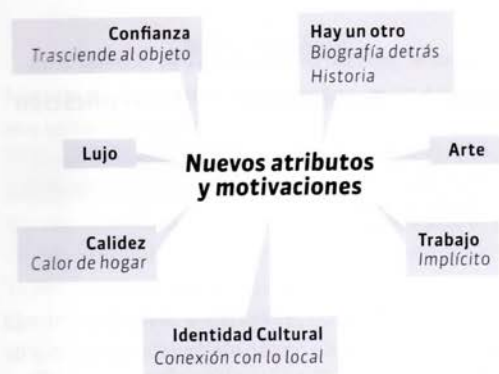 Confianza
Trasciende al objeto
Hay un otro
Biografía detrás
Historia
Lujo
Nuevos atributos
y motivaciones
Arte
Calidez
Calor de hogar
Trabajo
Implícito
Identidad Cultural
Conexión con lo local